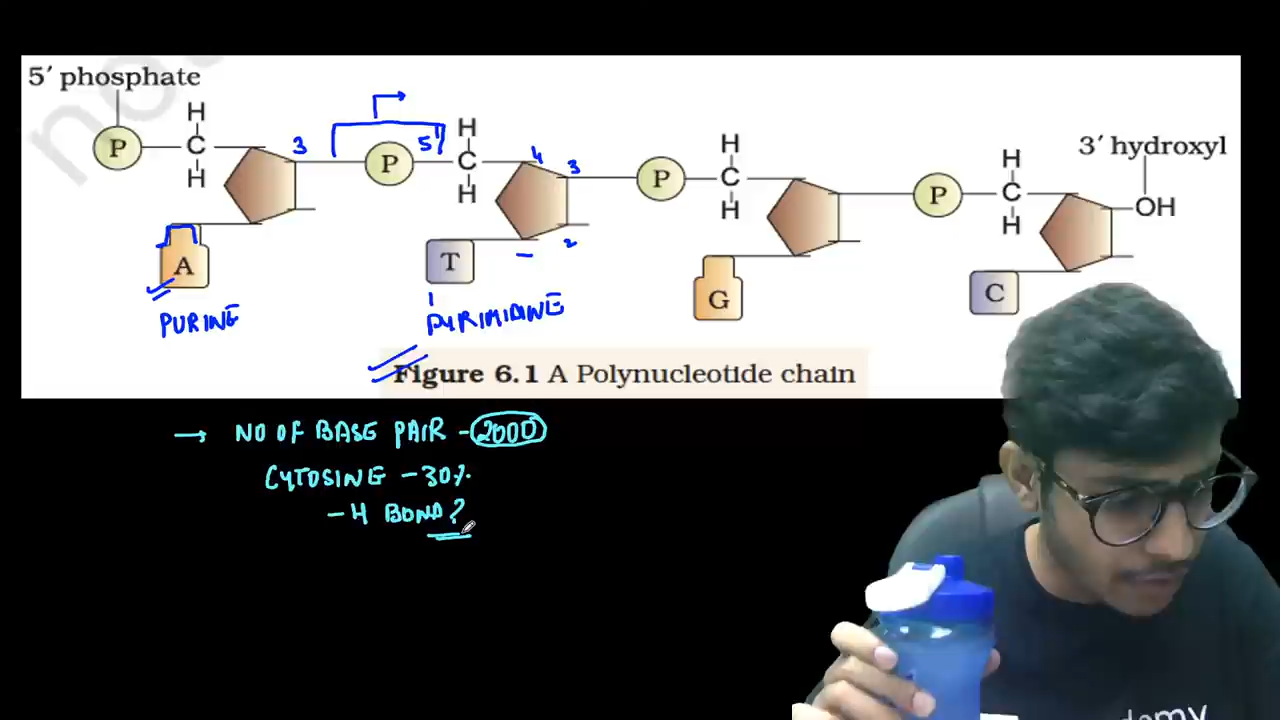 5′ phosphate
H
P C
H
3
P
5'
H
C
H
4
3
2
P
H
C
H
P
H
C
H
3′ hydroxyl
OH
A
T
G
C
PURINE
PYRIMIDINE
Figure 6.1 A Polynucleotide chain
→ NO OF BASE PAIR - 2000
CYTOSINE - 30%
- H BOND ?